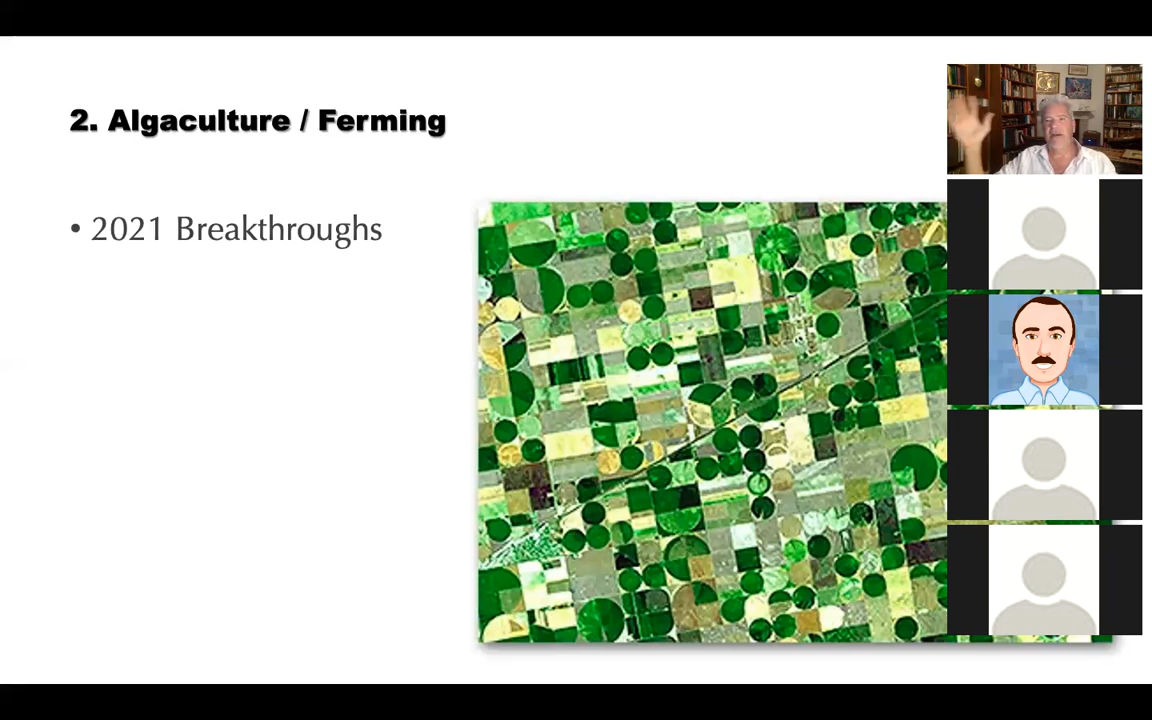 2. Algaculture / Ferming
• 2021 Breakthroughs